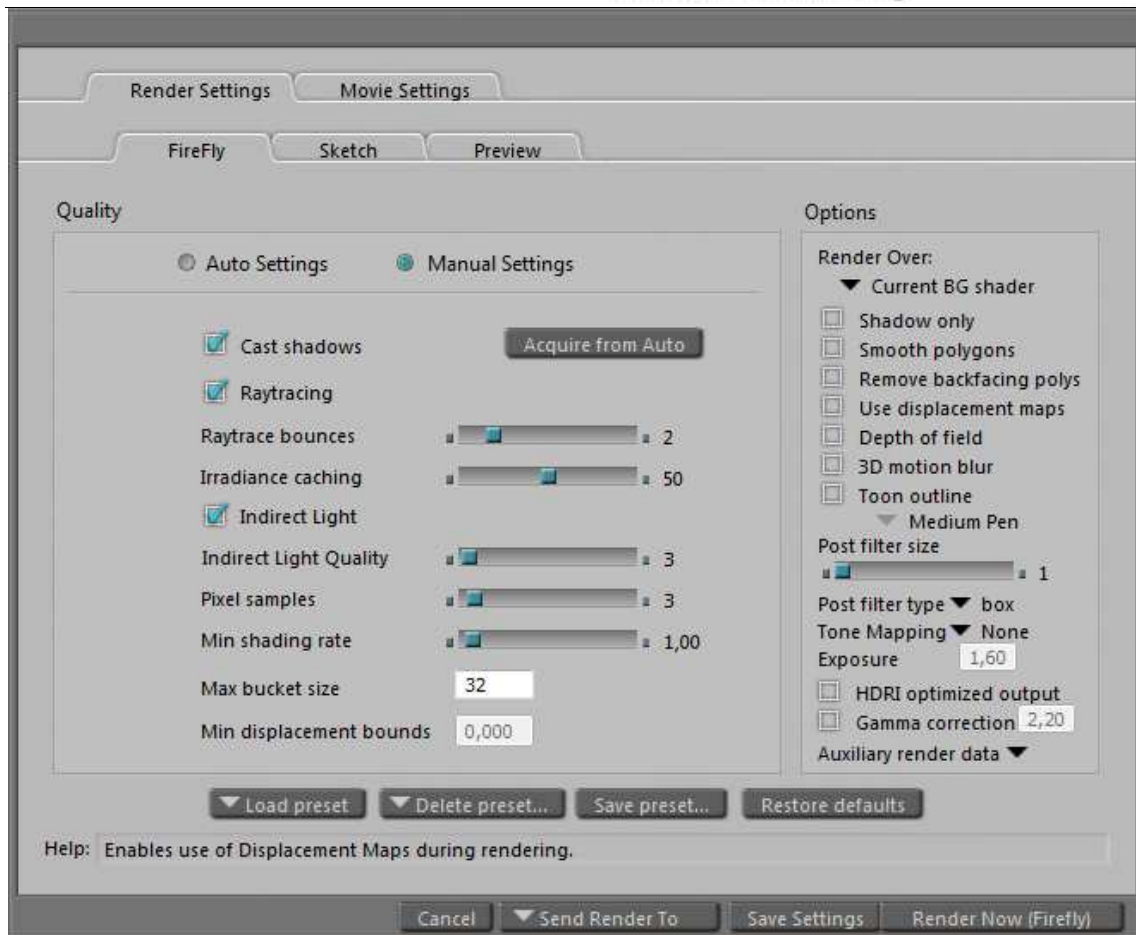 Render Settings Movie Settings
FireFly Sketch Preview
Quality
Auto Settings Manual Settings
Cast shadows Acquire from Auto
Raytracing
Raytrace bounces 2
Irradiance caching 50
Indirect Light
Indirect Light Quality 3
Pixel samples 3
Min shading rate 1,00
Max bucket size 32
Min displacement bounds 0,000
Options
Render Over:
Current BG shader
Shadow only
Smooth polygons
Remove backfacing polys
Use displacement maps
Depth of field
3D motion blur
Toon outline
Medium Pen
Post filter size
1
Post filter type box
Tone Mapping None
Exposure 1,60
HDRI optimized output
Gamma correction 2,20
Auxiliary render data
Load preset Delete preset... Save preset... Restore defaults
Help: Enables use of Displacement Maps during rendering.
Cancel Send Render To Save Settings Render Now (Firefly)